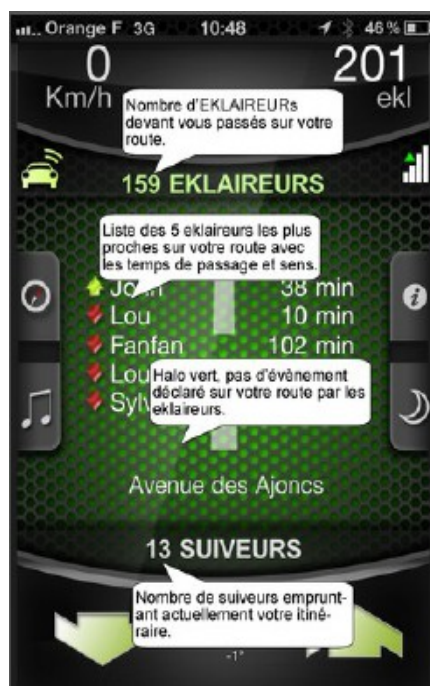 Orange F 3G 10:48 46 %
0 201
Km/h ekl
Nombre d'EKLAIREURs
devant vous passés sur votre
route.
159 EKLAIREURS
Liste des 5 eklaireurs les plus
proches sur votre route avec
les temps de passage et sens.
38 min
Lou 10 min
Fanfan 102 min
Lou
Halo vert, pas d'évènement
déclaré sur votre route par les
eklaireurs.
Avenue des Ajoncs
13 SUIVEURS
Nombre de suiveurs emprunt-
ant actuellement votre itiné-
raire.
-1°